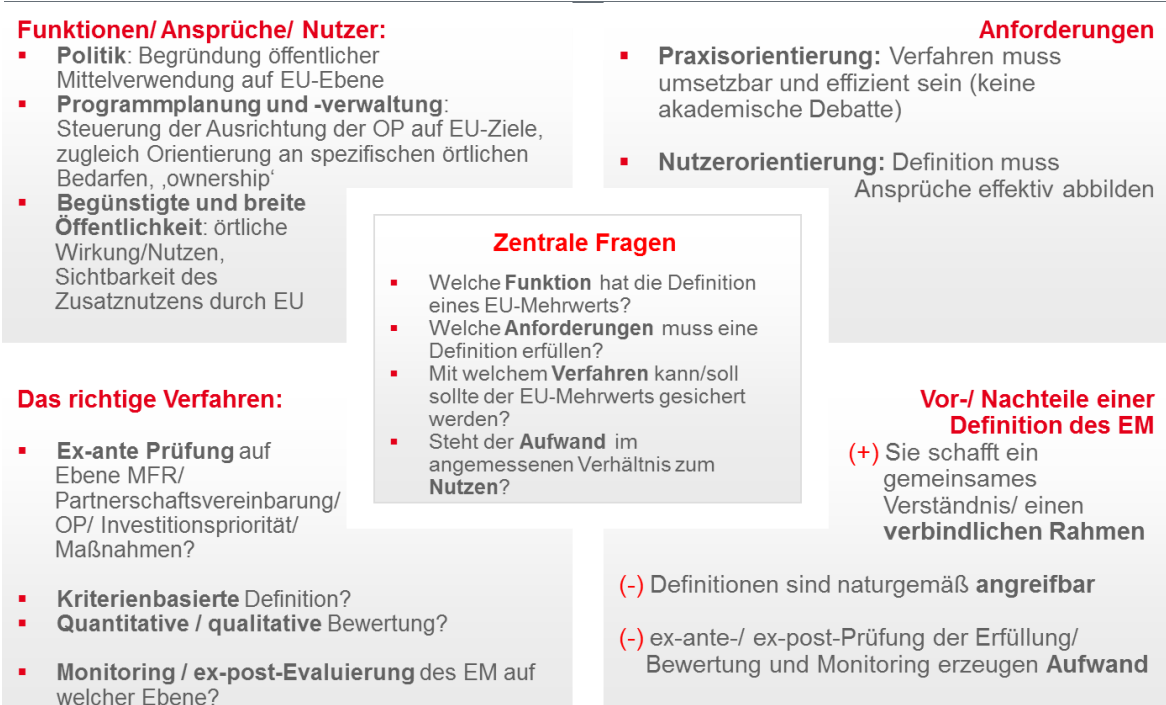 Funktionen/ Ansprüche/ Nutzer:
▪ Politik: Begründung öffentlicher
Mittelverwendung auf EU-Ebene
▪ Programmplanung und -verwaltung:
Steuerung der Ausrichtung der OP auf EU-Ziele,
zugleich Orientierung an spezifischen örtlichen
Bedarfen, ‚ownership‘
▪ Begünstigte und breite
Öffentlichkeit: örtliche
Wirkung/Nutzen,
Sichtbarkeit des
Zusatznutzens durch EU
Anforderungen
▪ Praxisorientierung: Verfahren muss
umsetzbar und effizient sein (keine
akademische Debatte)
▪ Nutzerorientierung: Definition muss
Ansprüche effektiv abbilden
Zentrale Fragen
▪ Welche Funktion hat die Definition
eines EU-Mehrwerts?
▪ Welche Anforderungen muss eine
Definition erfüllen?
▪ Mit welchem Verfahren kann/soll
sollte der EU-Mehrwerts gesichert
werden?
▪ Steht der Aufwand im
angemessenen Verhältnis zum
Nutzen?
Das richtige Verfahren:
▪ Ex-ante Prüfung auf
Ebene MFR/
Partnerschaftsvereinbarung/
OP/ Investitionspriorität/
Maßnahmen?
▪ Kriterienbasierte Definition?
▪ Quantitative / qualitative Bewertung?
▪ Monitoring / ex-post-Evaluierung des EM auf
welcher Ebene?
Vor-/ Nachteile einer
Definition des EM
(+) Sie schafft ein
gemeinsames
Verständnis/ einen
verbindlichen Rahmen
(-) Definitionen sind naturgemäß angreifbar
(-) ex-ante-/ ex-post-Prüfung der Erfüllung/
Bewertung und Monitoring erzeugen Aufwand